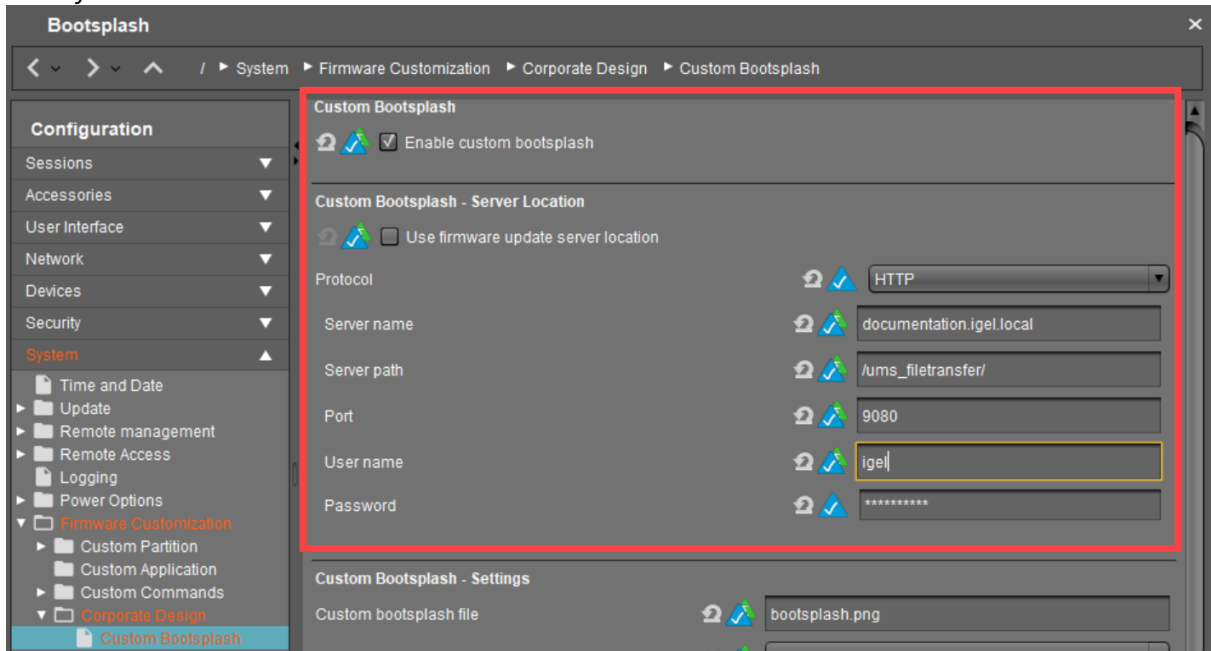 Bootsplash
/ System Firmware Customization Corporate Design Custom Bootsplash
Configuration
Sessions
Accessories
User Interface
Network
Devices
Security
System
Time and Date
Update
Remote management
Remote Access
Logging
Power Options
Firmware Customization
Custom Partition
Custom Application
Custom Commands
Corporate Design
Custom Bootsplash
Custom Bootsplash
Enable custom bootsplash
Custom Bootsplash - Server Location
Use firmware update server location
Protocol HTTP
Server name documentation.igel.local
Server path /ums_filetransfer/
Port 9080
User name igel
Password **********
Custom Bootsplash - Settings
Custom bootsplash file bootsplash.png